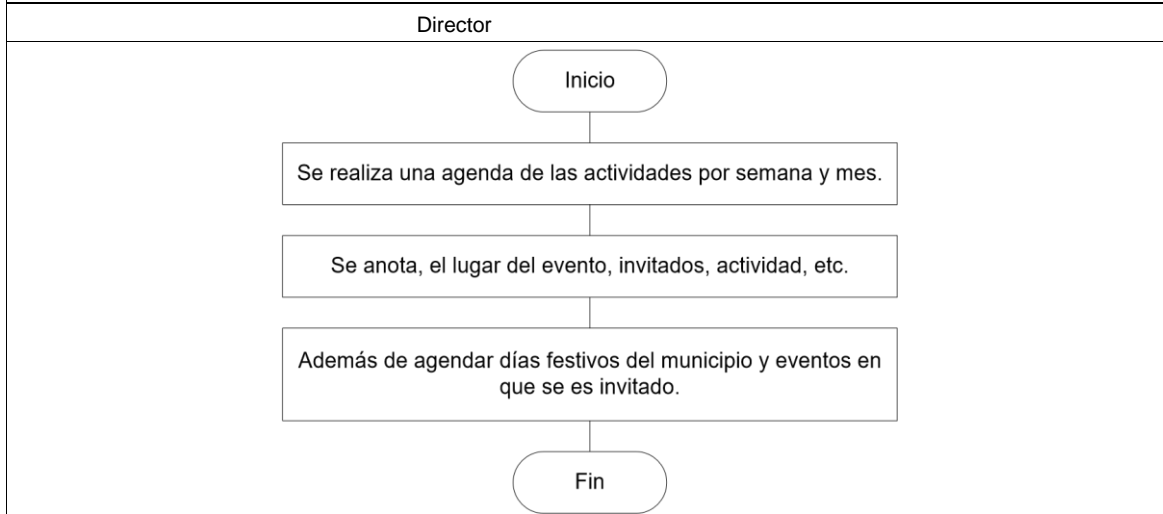 Director
Inicio
Se realiza una agenda de las actividades por semana y mes.
Se anota, el lugar del evento, invitados, actividad, etc.
Además de agendar días festivos del municipio y eventos en
que se es invitado.
Fin